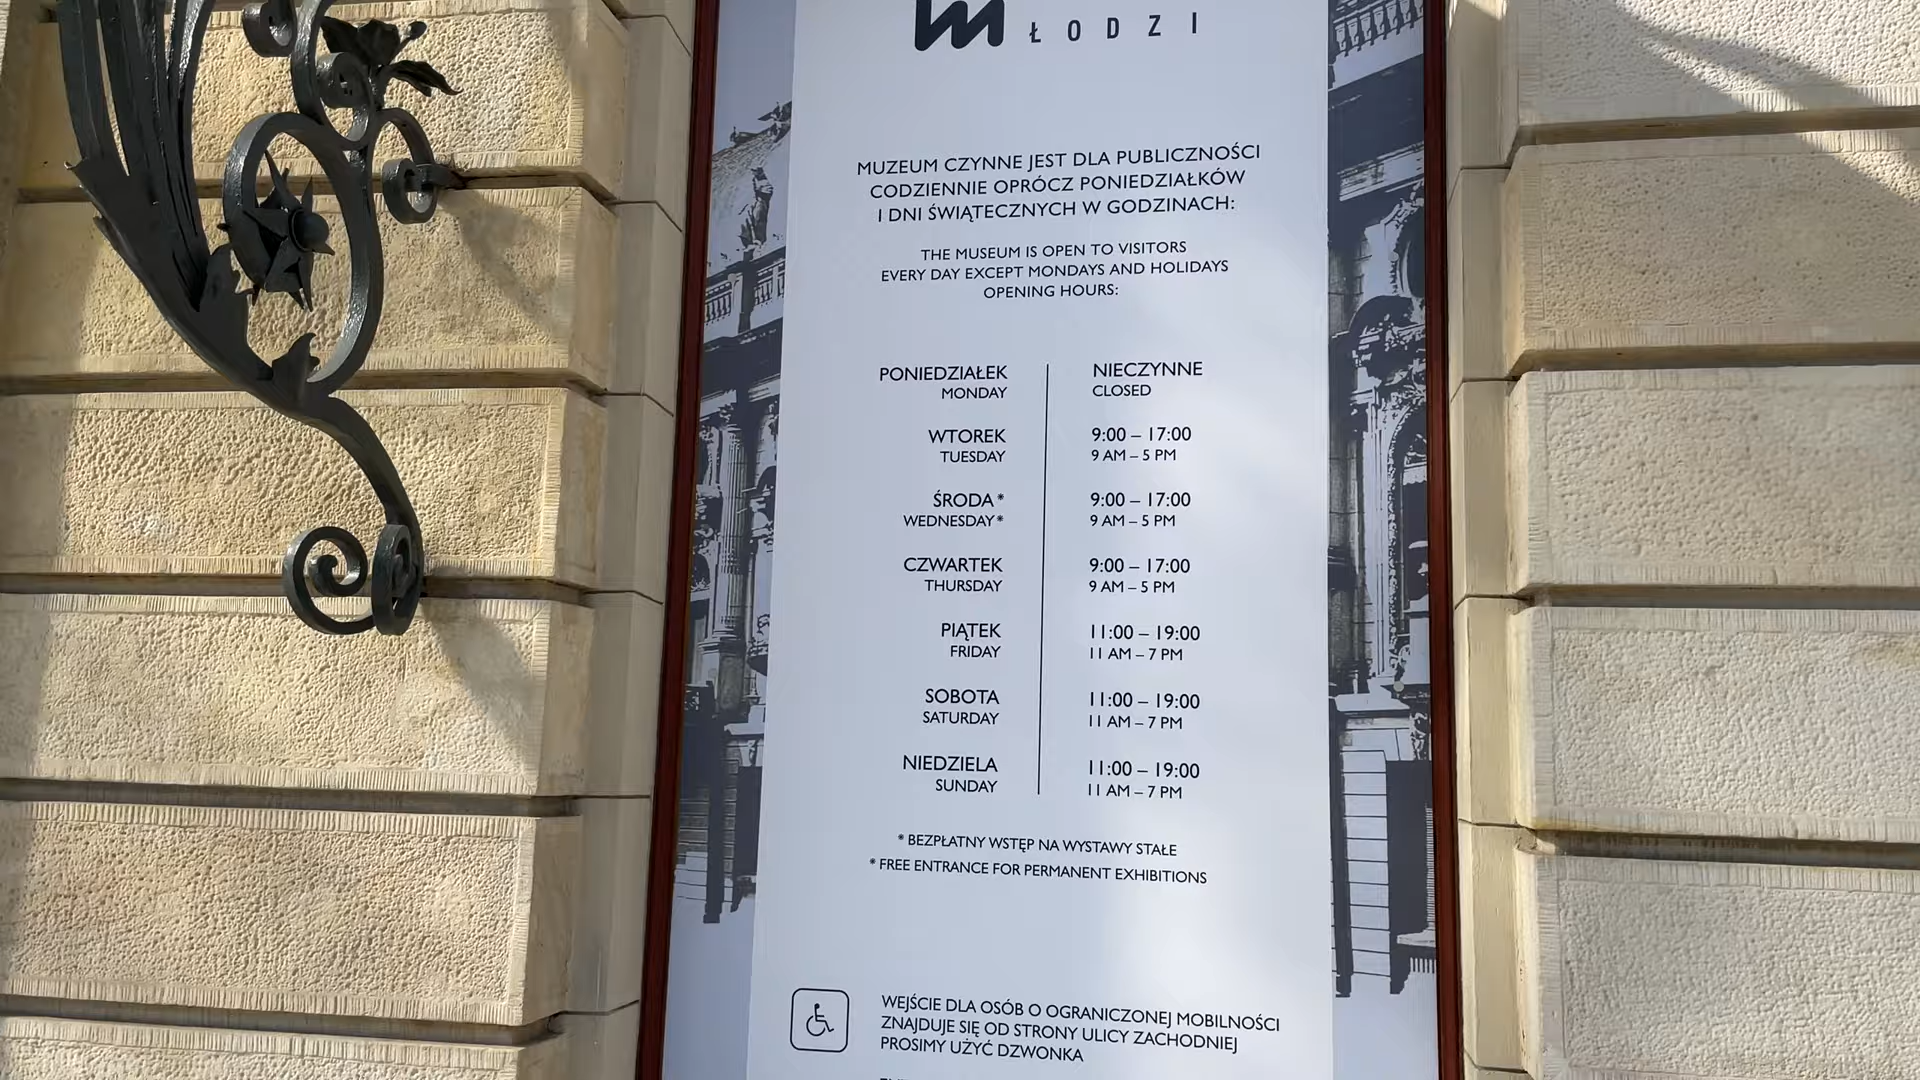 m ŁODZI
MUZEUM CZYNNE JEST DLA PUBLICZNOŚCI
CODZIENNIE OPRÓCZ PONIEDZIAŁKÓW
I DNI ŚWIĄTECZNYCH W GODZINACH:
THE MUSEUM IS OPEN TO VISITORS
EVERY DAY EXCEPT MONDAYS AND HOLIDAYS
OPENING HOURS:
PONIEDZIAŁEK NIECZYNNE
MONDAY CLOSED
WTOREK 9:00 – 17:00
TUESDAY 9 AM – 5 PM
ŚRODA* 9:00 – 17:00
WEDNESDAY* 9 AM – 5 PM
CZWARTEK 9:00 – 17:00
THURSDAY 9 AM – 5 PM
PIĄTEK 11:00 – 19:00
FRIDAY 11 AM – 7 PM
SOBOTA 11:00 – 19:00
SATURDAY 11 AM – 7 PM
NIEDZIELA 11:00 – 19:00
SUNDAY 11 AM – 7 PM
* BEZPŁATNY WSTĘP NA WYSTAWY STAŁE
* FREE ENTRANCE FOR PERMANENT EXHIBITIONS
WEJŚCIE DLA OSÓB O OGRANICZONEJ MOBILNOŚCI
ZNAJDUJE SIĘ OD STRONY ULICY ZACHODNIEJ
PROSIMY UŻYĆ DZWONKA